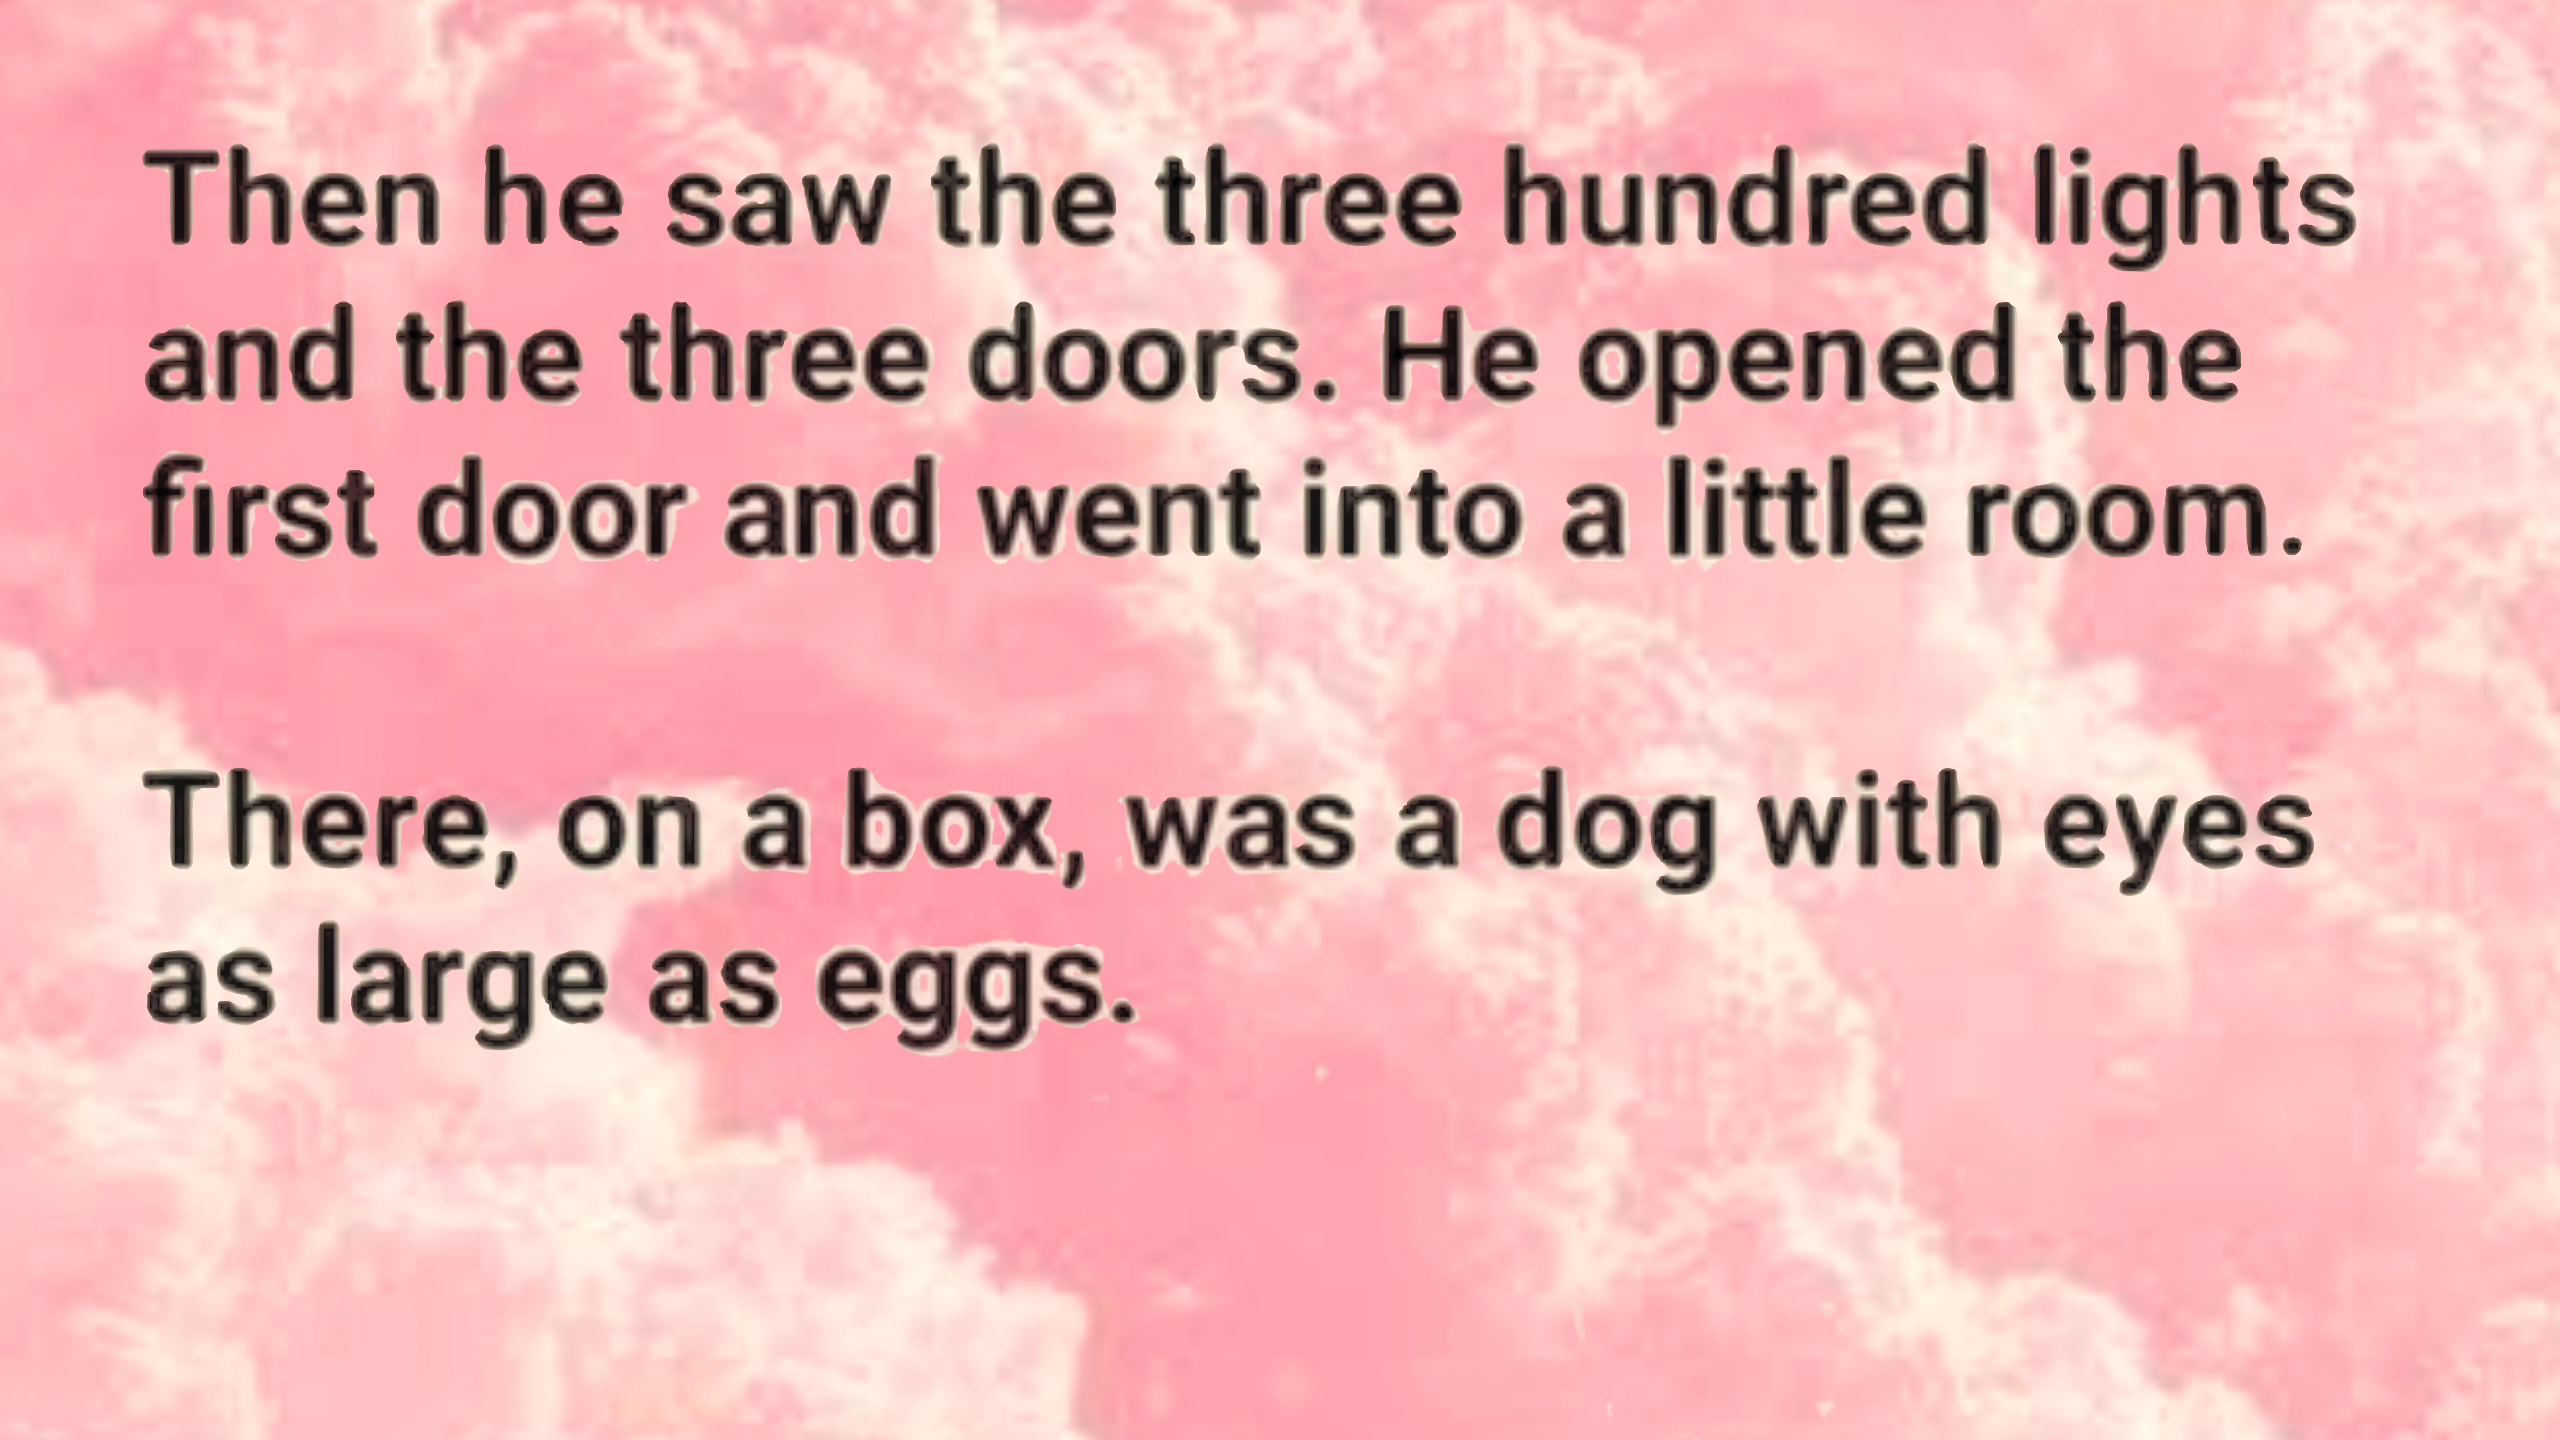 Then he saw the three hundred lights
and the three doors. He opened the
first door and went into a little room.
There, on a box, was a dog with eyes
as large as eggs.